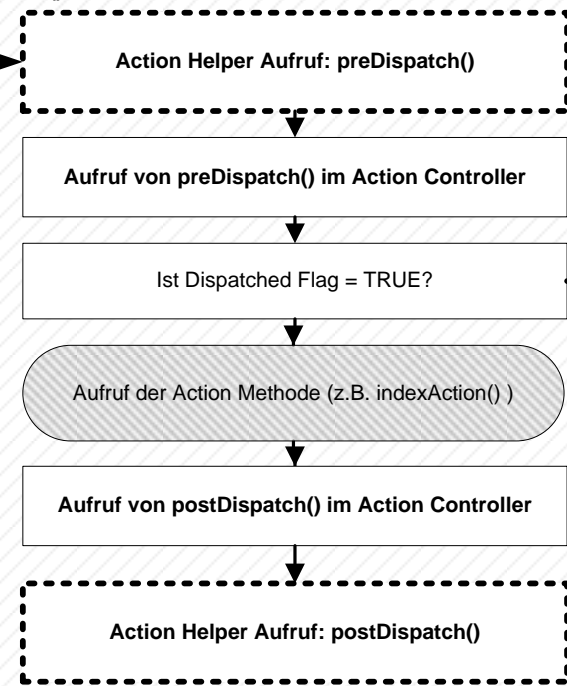 Action Helper Aufruf: preDispatch()
Aufruf von preDispatch() im Action Controller
Ist Dispatched Flag = TRUE?
Aufruf der Action Methode (z.B. indexAction() )
Aufruf von postDispatch() im Action Controller
Action Helper Aufruf: postDispatch()